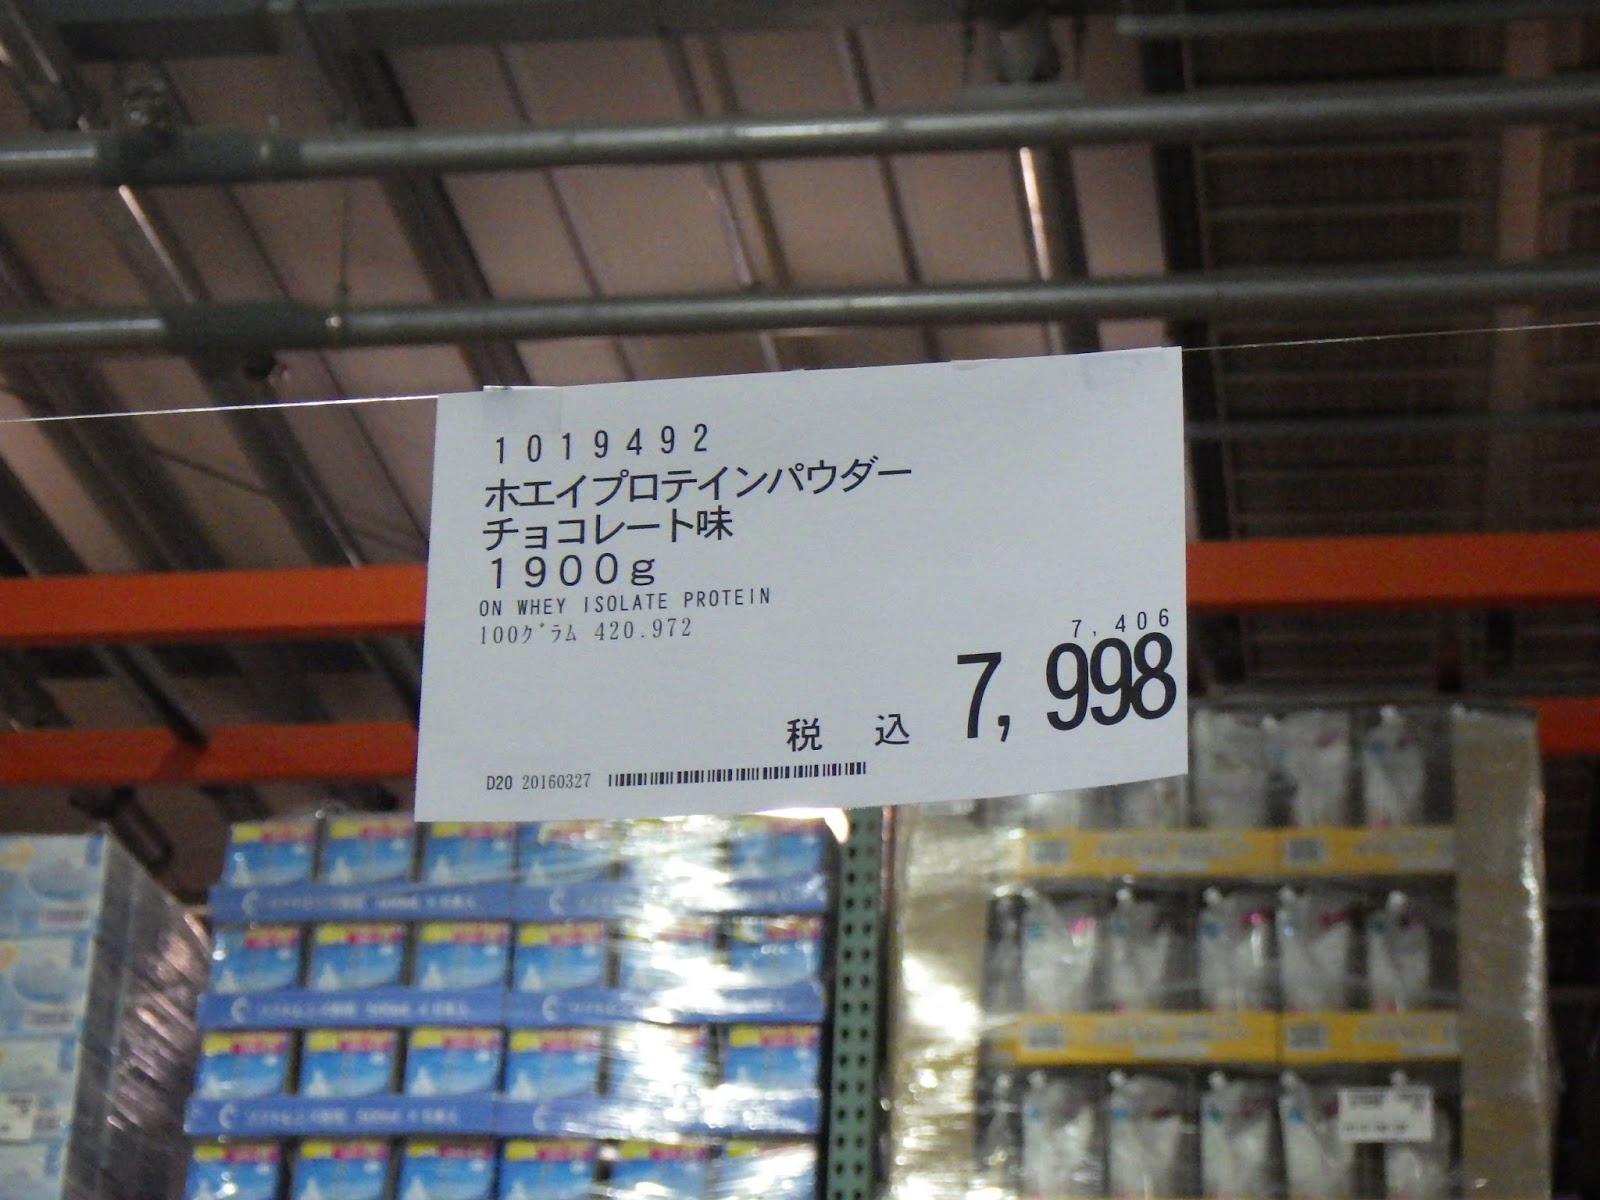 1019492
ホエイプロテインパウダー
チョコレート味
1900g
ON WHEY ISOLATE PROTEIN
100グラム 420.972
7,406
税込 7,998
D20 20160327